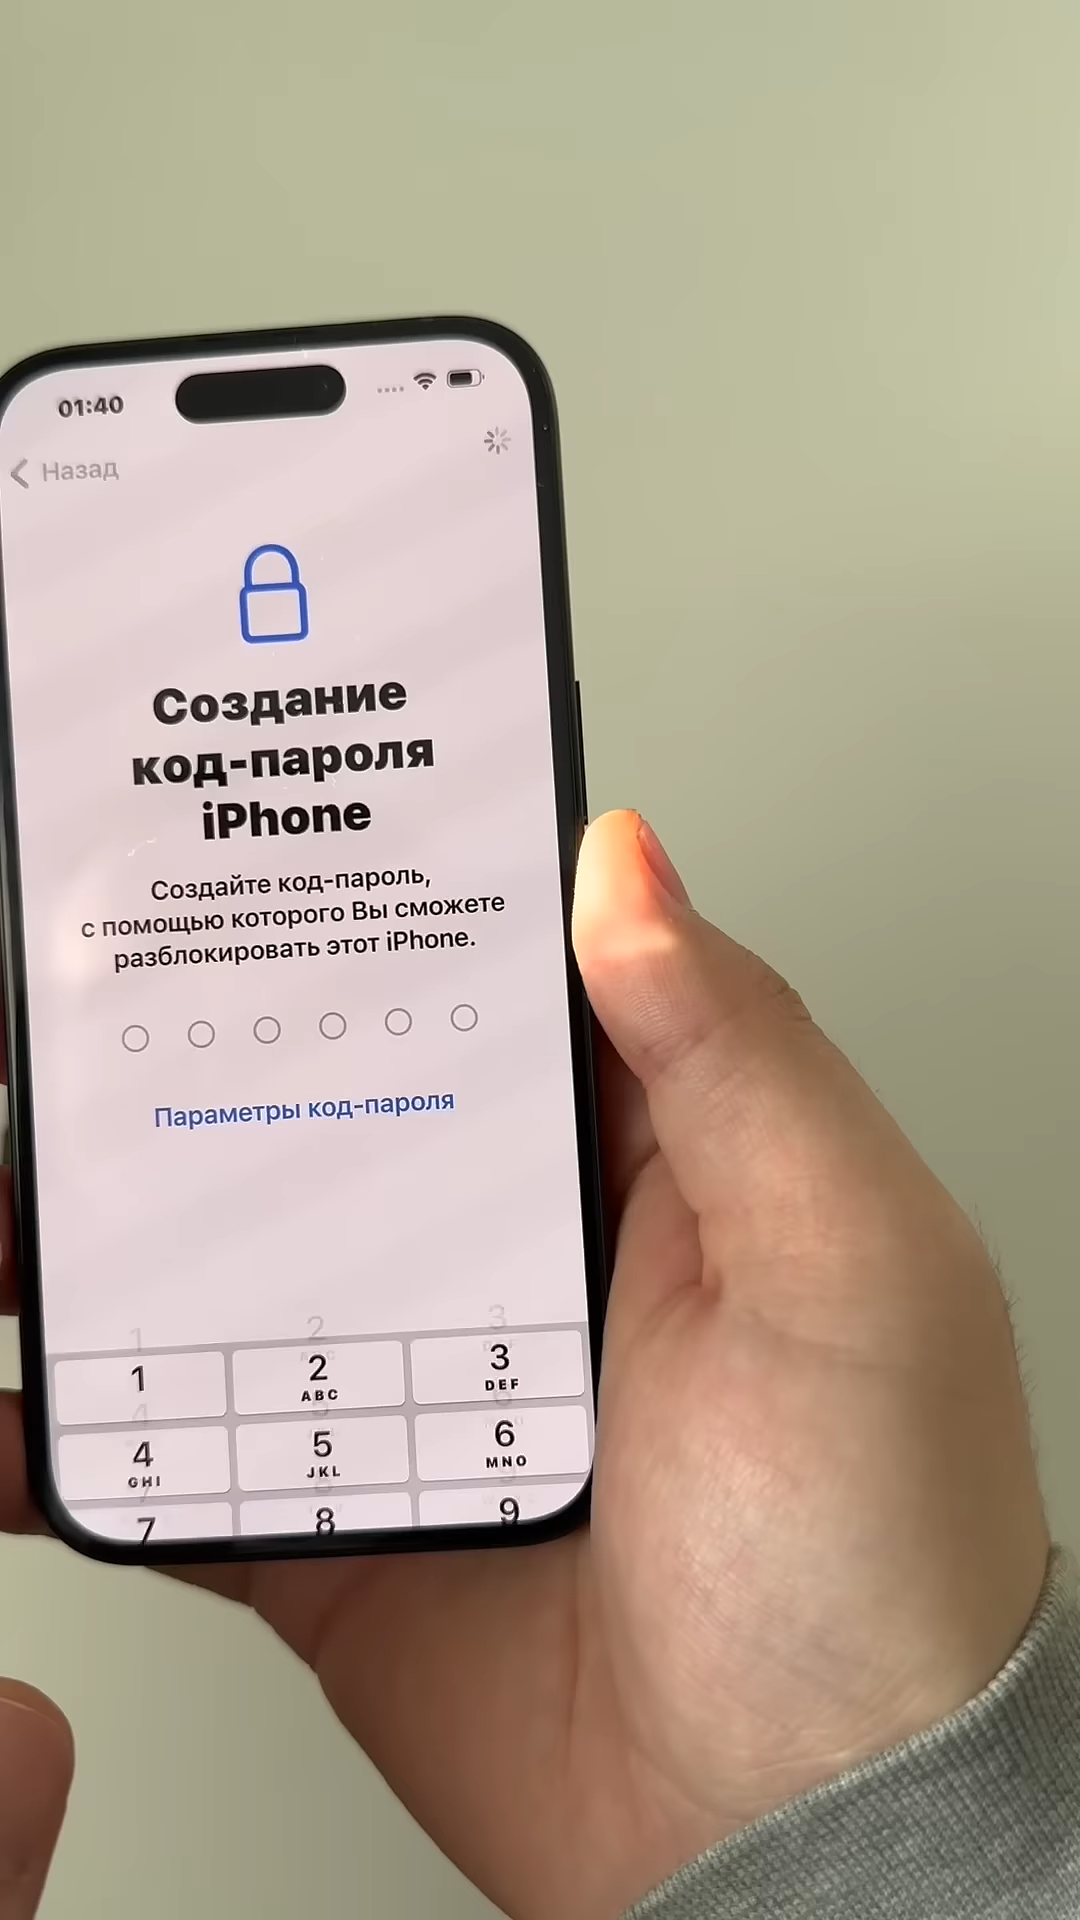 01:40
Назад
Создание
код-пароля
iPhone
Создайте код-пароль,
с помощью которого Вы сможете
разблокировать этот iPhone.
Параметры код-пароля
1
2
ABC
3
DEF
4
GHI
5
JKL
6
MNO
7
8
9